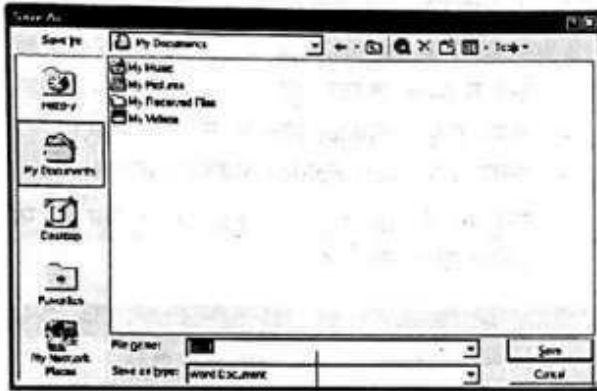 Save As
Save in: My Documents Tools
My Music
My Pictures
My Received Files
My Videos
History
My Documents
Desktop
Favorites
My Network
Places
File name: Save
Save as type: Word Document Cancel